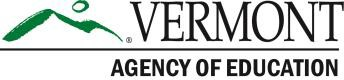 VERMONT
®
AGENCY OF EDUCATION